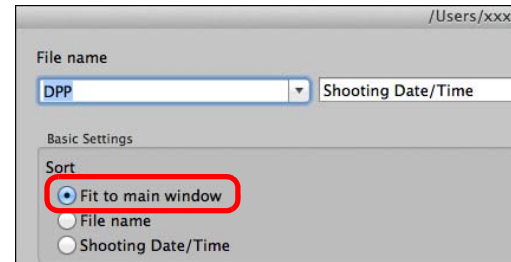 /Users/xxx
File name
DPP Shooting Date/Time
Basic Settings
Sort
Fit to main window
File name
Shooting Date/Time